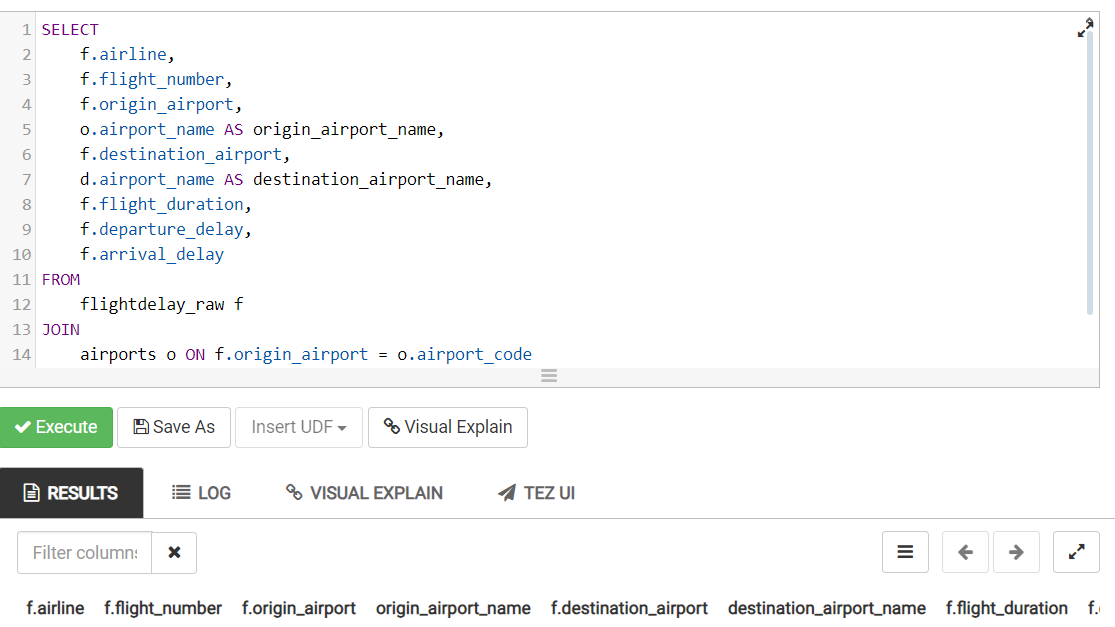 1 SELECT
2 f.airline,
3 f.flight_number,
4 f.origin_airport,
5 o.airport_name AS origin_airport_name,
6 f.destination_airport,
7 d.airport_name AS destination_airport_name,
8 f.flight_duration,
9 f.departure_delay,
10 f.arrival_delay
11 FROM
12 flightdelay_raw f
13 JOIN
14 airports o ON f.origin_airport = o.airport_code
Execute Save As Insert UDF Visual Explain
RESULTS LOG VISUAL EXPLAIN TEZ UI
Filter column
f.airline f.flight_number f.origin_airport origin_airport_name f.destination_airport destination_airport_name f.flight_duration f.